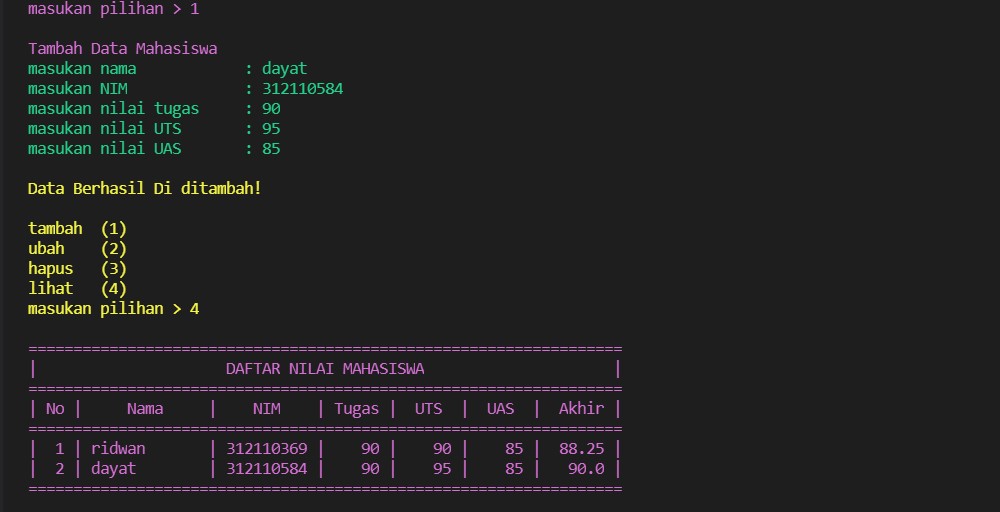 masukan pilihan > 1
Tambah Data Mahasiswa
masukan nama            : dayat
masukan NIM             : 312110584
masukan nilai tugas     : 90
masukan nilai UTS       : 95
masukan nilai UAS       : 85
Data Berhasil Di ditambah!
tambah  (1)
ubah    (2)
hapus   (3)
lihat   (4)
masukan pilihan > 4
==================================================================
|                     DAFTAR NILAI MAHASISWA                     |
==================================================================
| No |     Nama     |    NIM    | Tugas |  UTS  |  UAS  |  Akhir |
==================================================================
|  1 | ridwan       | 312110369 |    90 |    90 |    85 |  88.25 |
|  2 | dayat        | 312110584 |    90 |    95 |    85 |   90.0 |
==================================================================